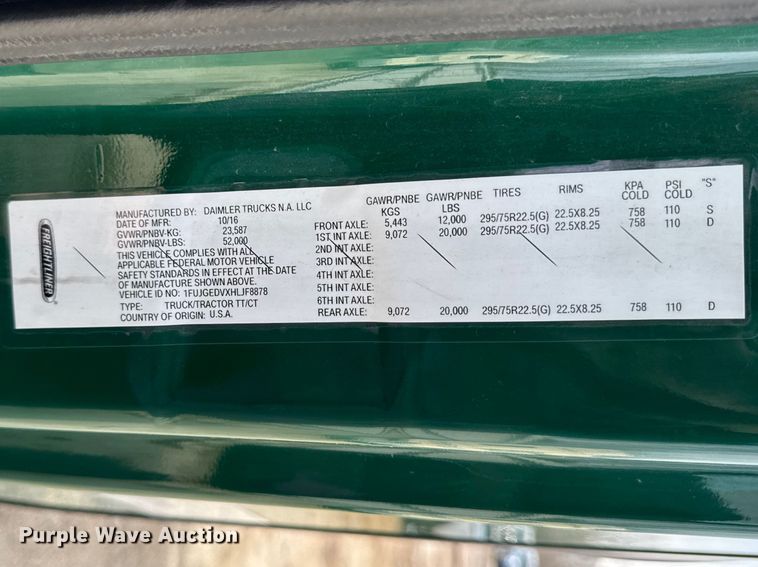 FREIGHTLINER
MANUFACTURED BY: DAIMLER TRUCKS N.A. LLC
DATE OF MFR: 10/16
GVWR/PNBV-KG: 23,587
GVWR/PNBV-LBS: 52,000
THIS VEHICLE COMPLIES WITH ALL
APPLICABLE FEDERAL MOTOR VEHICLE
SAFETY STANDARDS IN EFFECT AT THE DATE
OF MANUFACTURE SHOWN ABOVE.
VEHICLE ID NO.: 1FUJGEDVXHLJF8878
TYPE: TRUCK/TRACTOR TT/CT
COUNTRY OF ORIGIN: U.S.A.
GAWR/PNBE KGS GAWR/PNBE LBS TIRES RIMS KPA COLD PSI COLD "S"
FRONT AXLE: 5,443 12,000 295/75R22.5(G) 22.5X8.25 758 110 S
1ST INT AXLE: 9,072 20,000 295/75R22.5(G) 22.5X8.25 758 110 D
2ND INT AXLE:
3RD INT AXLE:
4TH INT AXLE:
5TH INT AXLE:
6TH INT AXLE:
REAR AXLE: 9,072 20,000 295/75R22.5(G) 22.5X8.25 758 110 D
Purple Wave Auction